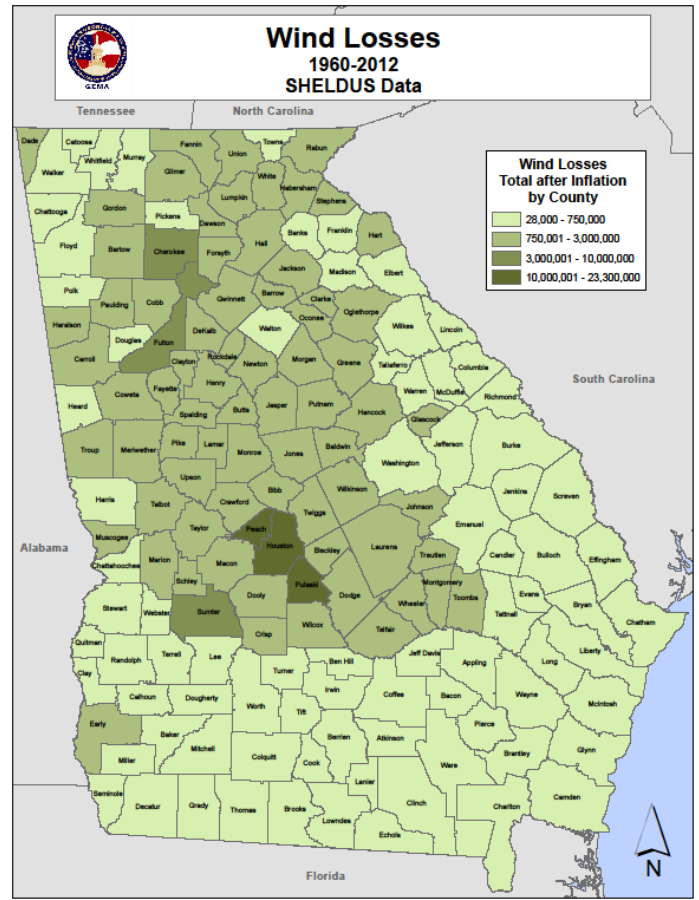 Wind Losses
1960-2012
SHELDUS Data
GEMA
Tennessee
North Carolina
Wind Losses
Total after Inflation
by County
28,000 - 750,000
750,001 - 3,000,000
3,000,001 - 10,000,000
10,000,001 - 23,300,000
Dade
Catoosa
Whitfield
Murray
Fannin
Union
Towns
Rabun
Walker
Gilmer
White
Habersham
Lumpkin
Stephens
Chattooga
Gordon
Pickens
Dawson
Banks
Franklin
Hart
Floyd
Bartow
Cherokee
Forsyth
Hall
Jackson
Madison
Elbert
Polk
Paulding
Cobb
Gwinnett
Barrow
Clarke
Oconee
Oglethorpe
Haralson
Douglas
Fulton
DeKalb
Walton
Wilkes
Lincoln
Carroll
Clayton
Rockdale
Newton
Morgan
Greene
Taliaferro
Columbia
McDuffie
Warren
Richmond
South Carolina
Heard
Coweta
Fayette
Henry
Spalding
Butts
Jasper
Putnam
Hancock
Glascock
Jefferson
Burke
Troup
Meriwether
Pike
Lamar
Monroe
Jones
Baldwin
Washington
Upson
Harris
Talbot
Crawford
Bibb
Wilkinson
Twiggs
Johnson
Jenkins
Screven
Emanuel
Muscogee
Taylor
Peach
Houston
Bleckley
Laurens
Treutlen
Candler
Bulloch
Effingham
Alabama
Chattahoochee
Marion
Macon
Schley
Pulaski
Dooly
Dodge
Montgomery
Wheeler
Toombs
Tattnall
Evans
Bryan
Chatham
Stewart
Webster
Sumter
Crisp
Wilcox
Telfair
Quitman
Randolph
Terrell
Lee
Turner
Ben Hill
Jeff Davis
Appling
Long
Liberty
Clay
Calhoun
Dougherty
Worth
Tift
Irwin
Coffee
Bacon
Wayne
McIntosh
Early
Baker
Mitchell
Colquitt
Berrien
Atkinson
Pierce
Brantley
Glynn
Miller
Cook
Lanier
Ware
Seminole
Decatur
Grady
Thomas
Brooks
Lowndes
Clinch
Echols
Charlton
Camden
Florida
N